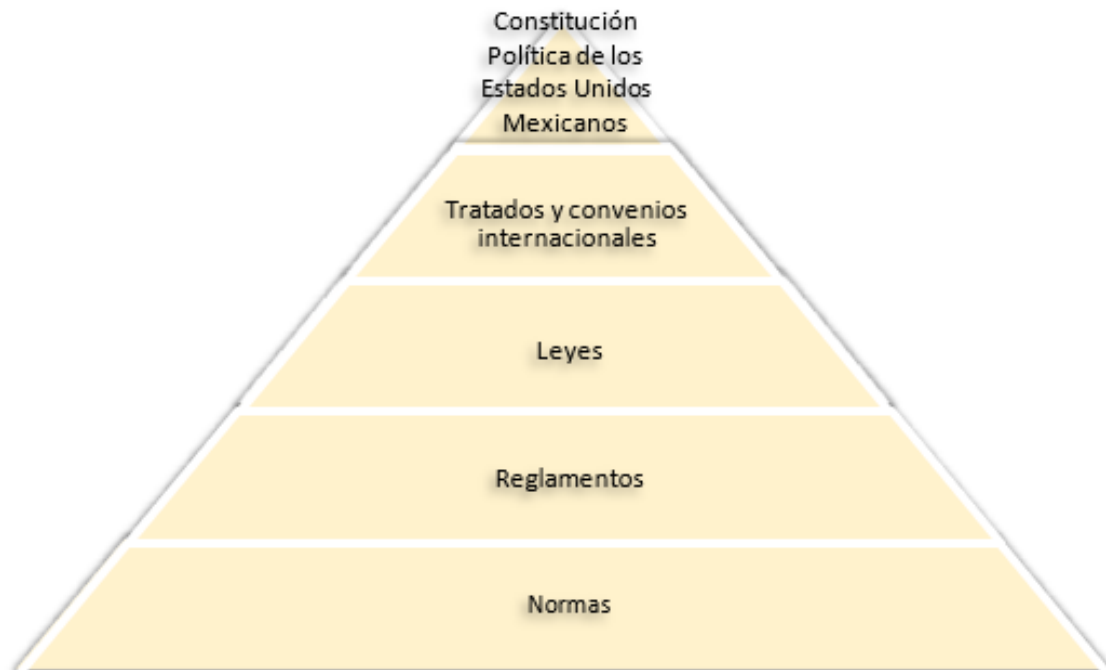 Constitución
Política de los
Estados Unidos
Mexicanos
Tratados y convenios
internacionales
Leyes
Reglamentos
Normas